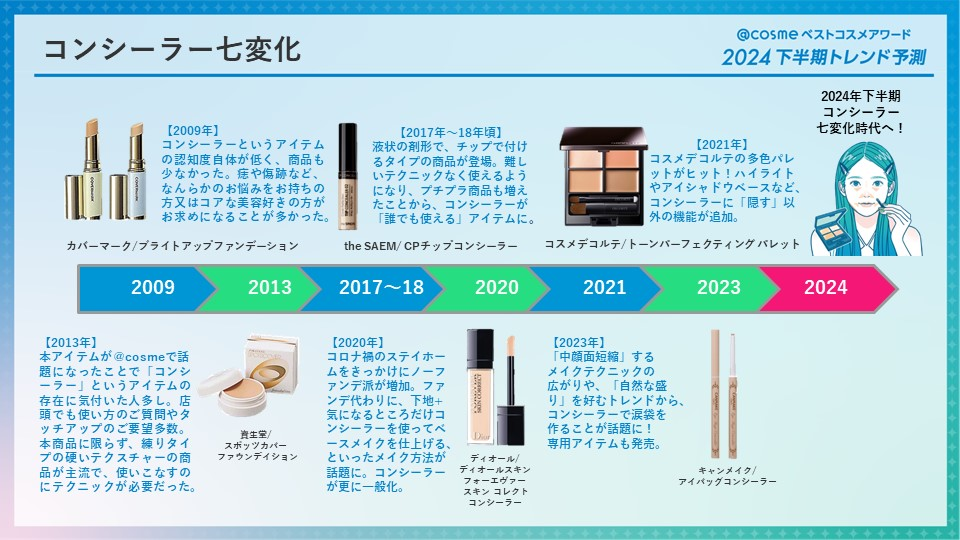 コンシーラー七変化
@cosmeベストコスメアワード
2024下半期トレンド予測
2024年下半期
コンシーラー
七変化時代へ！
【2009年】
コンシーラーというアイテム
の認知度自体が低く、商品も
少なかった。痣や傷跡など、
なんらかのお悩みをお持ちの
方又はコアな美容好きの方が
お求めになることが多かった。
カバーマーク/ブライトアップファンデーション
【2017年～18年頃】
液状の剤形で、チップで付け
るタイプの商品が登場。難し
いテクニックなく使えるよう
になり、プチプラ商品も増え
たことから、コンシーラーが
「誰でも使える」アイテムに。
the SAEM/ CPチップコンシーラー
【2021年】
コスメデコルテの多色パレ
ットがヒット！ハイライト
やアイシャドウベースなど、
コンシーラーに「隠す」以
外の機能が追加。
コスメデコルテ/トーンパーフェクティング パレット
2009
2013
2017～18
2020
2021
2023
2024
【2013年】
本アイテムが@cosmeで話
題になったことで「コンシ
ーラー」というアイテムの
存在に気付いた人多し。店
頭でも使い方のご質問やタ
ッチアップのご要望多数。
本商品に限らず、練りタイ
プの硬いテクスチャーの商
品が主流で、使いこなすの
にテクニックが必要だった。
資生堂/
スポッツカバー
ファウンデイション
【2020年】
コロナ禍のステイホー
ムをきっかけにノーフ
ァンデ派が増加。ファ
ンデ代わりに、下地+
気になるところだけコ
ンシーラーを使ってベ
ースメイクを仕上げる、
といったメイク方法が
話題に。コンシーラー
が更に一般化。
SKIN CORRECT
Dior
ディオール/
ディオールスキン
フォーエヴァー
スキン コレクト
コンシーラー
【2023年】
「中顔面短縮」する
メイクテクニックの
広がりや、「自然な盛
り」を好むトレンドから、
コンシーラーで涙袋を
作ることが話題に！
専用アイテムも発売。
キャンメイク/
アイバッグコンシーラー